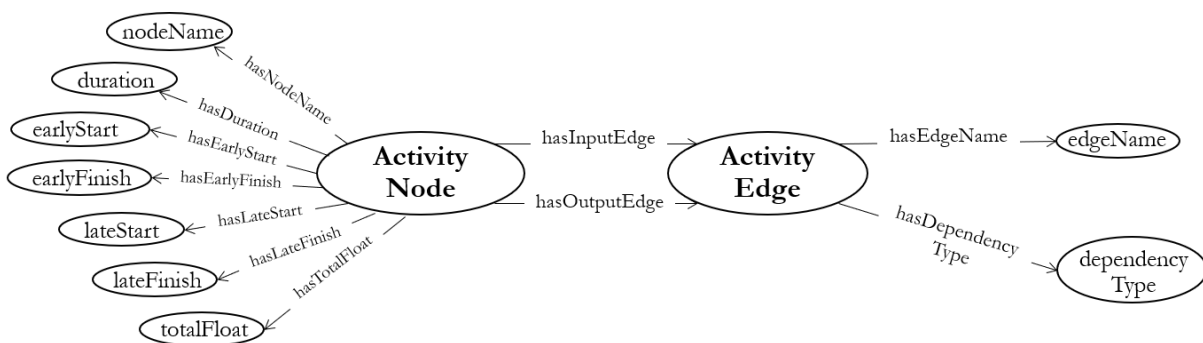 nodeName
duration
earlyStart
earlyFinish
lateStart
lateFinish
totalFloat
hasNodeName
hasDuration
hasEarlyStart
hasEarlyFinish
hasLateStart
hasLateFinish
hasTotalFloat
Activity
Node
hasInputEdge
hasOutputEdge
Activity
Edge
hasEdgeName
hasDependency
Type
edgeName
dependency
Type